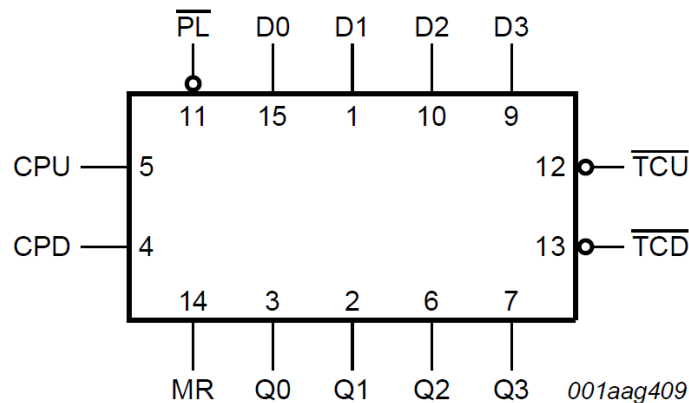 PL D0 D1 D2 D3
11 15 1 10 9
CPU 5 12 TCU
CPD 4 13 TCD
14 3 2 6 7
MR Q0 Q1 Q2 Q3 001aag409